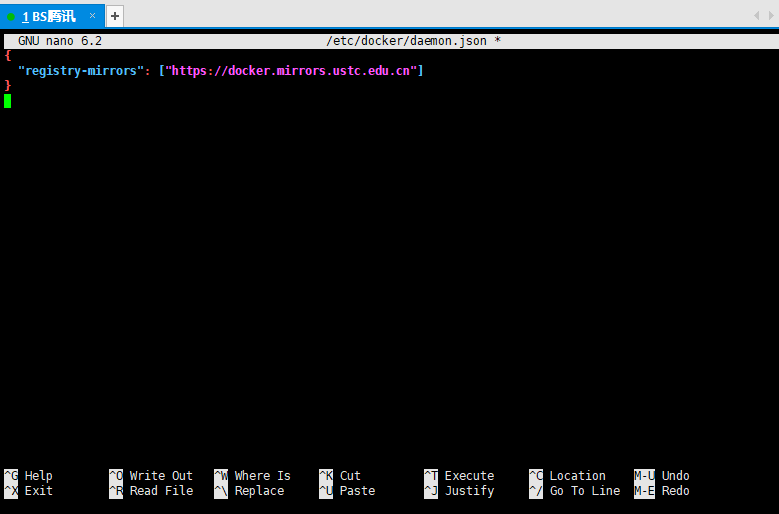 1 BS腾讯 × +
GNU nano 6.2 /etc/docker/daemon.json *
{
"registry-mirrors": ["https://docker.mirrors.ustc.edu.cn"]
}
^G Help ^O Write Out ^W Where Is ^K Cut ^T Execute ^C Location M-U Undo
^X Exit ^R Read File ^\ Replace ^U Paste ^J Justify ^/ Go To Line M-E Redo